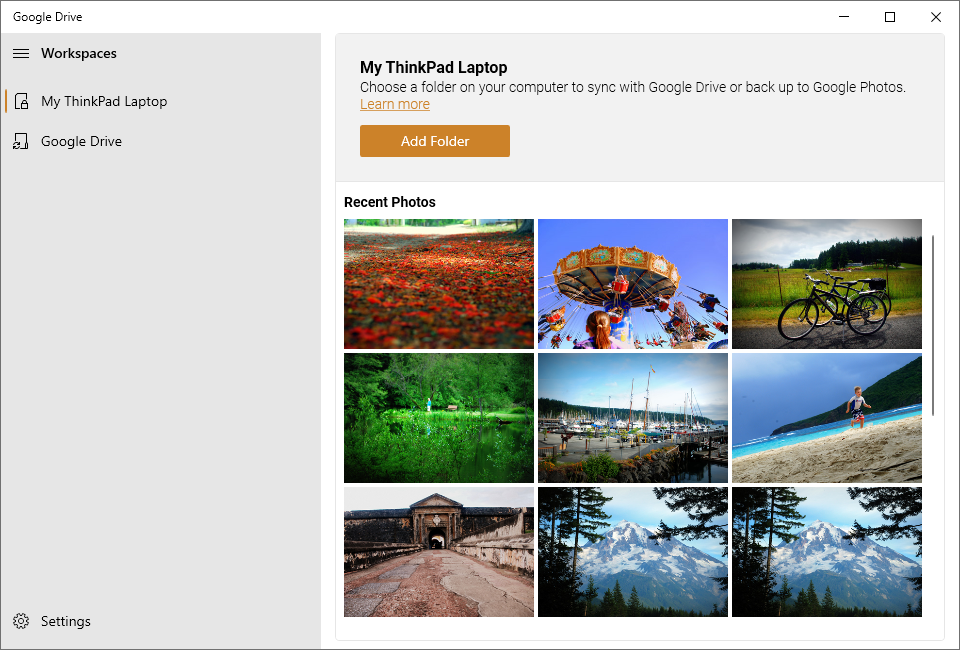 Google Drive
Workspaces
My ThinkPad Laptop
Google Drive
Settings
My ThinkPad Laptop
Choose a folder on your computer to sync with Google Drive or back up to Google Photos.
Learn more
Add Folder
Recent Photos